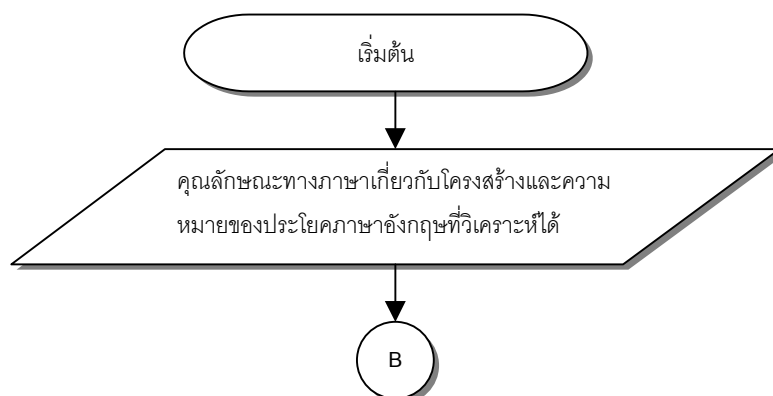 เริ่มต้น
คุณลักษณะทางภาษาเกี่ยวกับโครงสร้างและความ
หมายของประโยคภาษาอังกฤษที่วิเคราะห์ได้
B